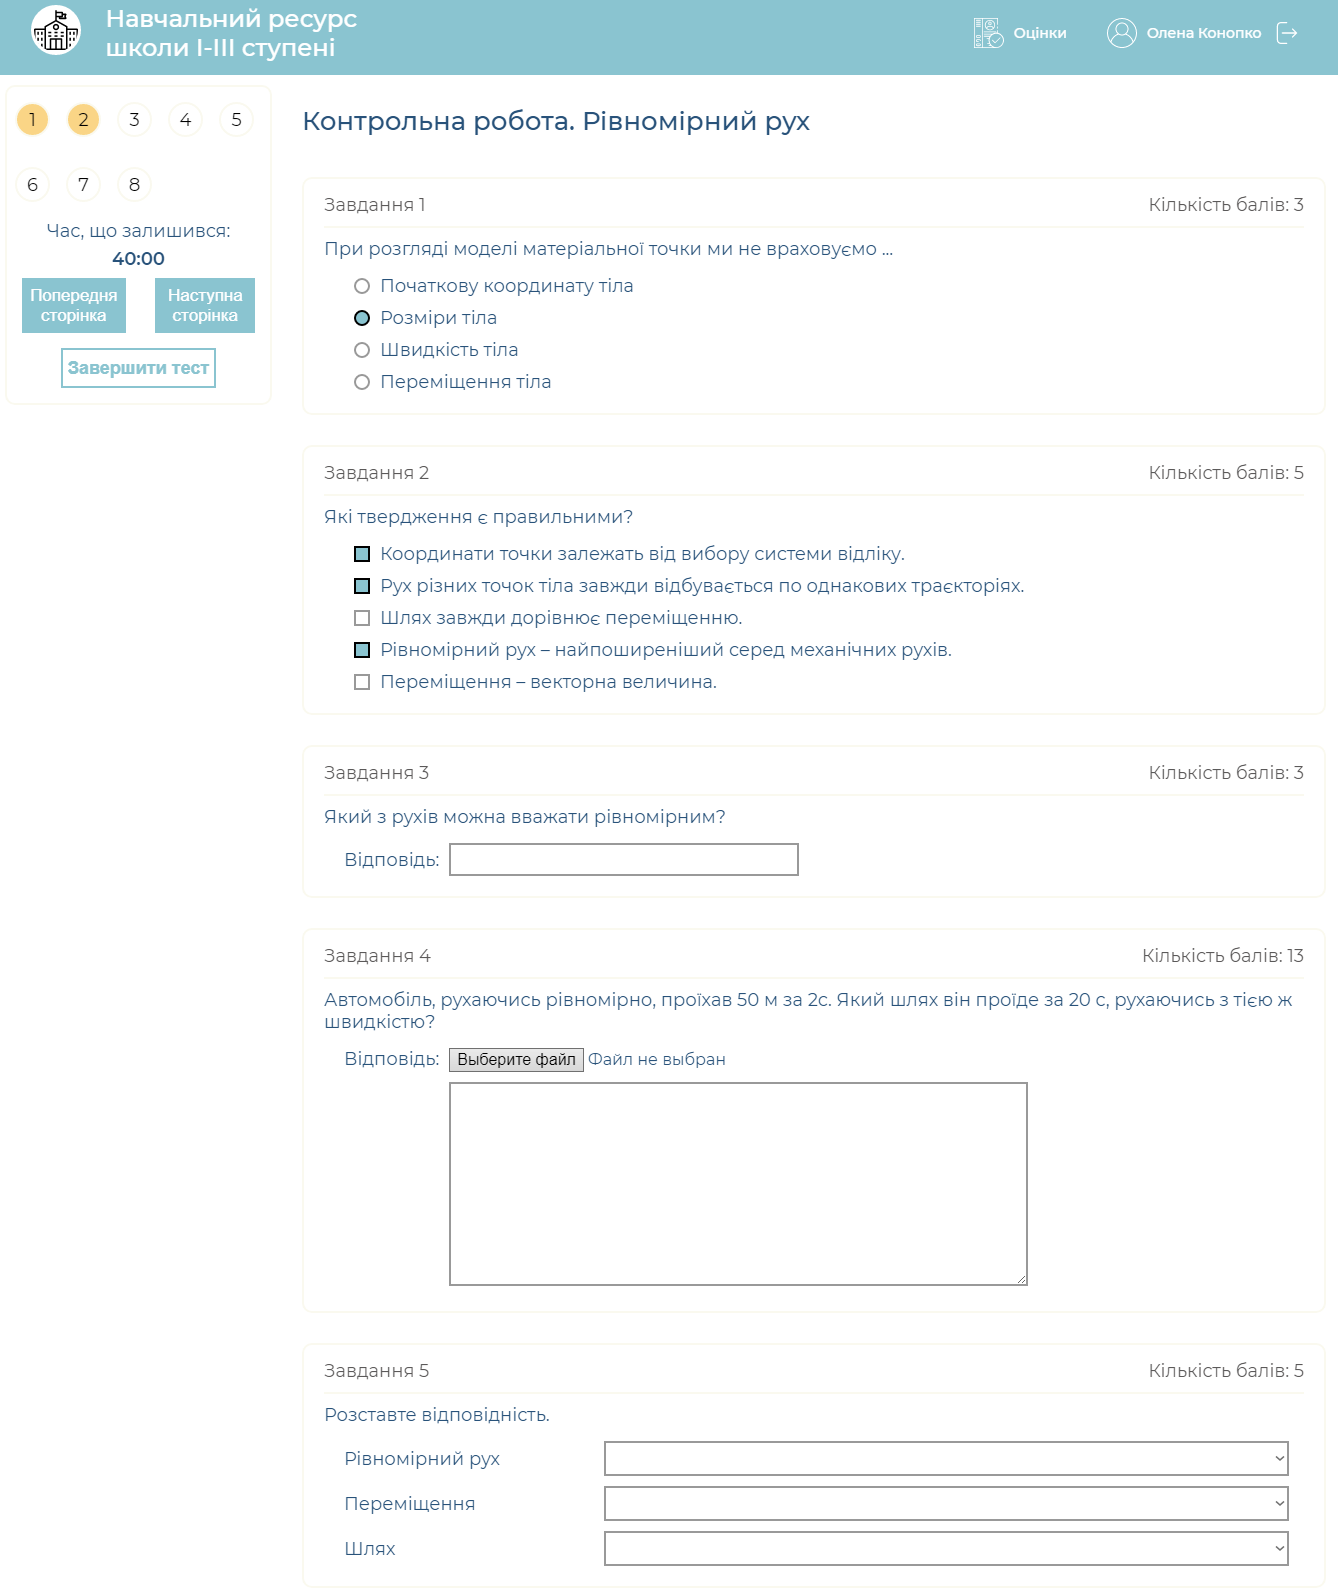 Навчальний ресурс
школи І-ІІІ ступені
Оцінки
Олена Конопко
1 2 3 4 5
6 7 8
Час, що залишився:
40:00
Попередня
сторінка
Наступна
сторінка
Завершити тест
Контрольна робота. Рівномірний рух
Завдання 1
Кількість балів: 3
При розгляді моделі матеріальної точки ми не враховуємо ...
Початкову координату тіла
Розміри тіла
Швидкість тіла
Переміщення тіла
Завдання 2
Кількість балів: 5
Які твердження є правильними?
Координати точки залежать від вибору системи відліку.
Рух різних точок тіла завжди відбувається по однакових траєкторіях.
Шлях завжди дорівнює переміщенню.
Рівномірний рух – найпоширеніший серед механічних рухів.
Переміщення – векторна величина.
Завдання 3
Кількість балів: 3
Який з рухів можна вважати рівномірним?
Відповідь:
Завдання 4
Кількість балів: 13
Автомобіль, рухаючись рівномірно, проїхав 50 м за 2с. Який шлях він проїде за 20 с, рухаючись з тією ж
швидкістю?
Відповідь:
Выберите файл Файл не выбран
Завдання 5
Кількість балів: 5
Розставте відповідність.
Рівномірний рух
Переміщення
Шлях